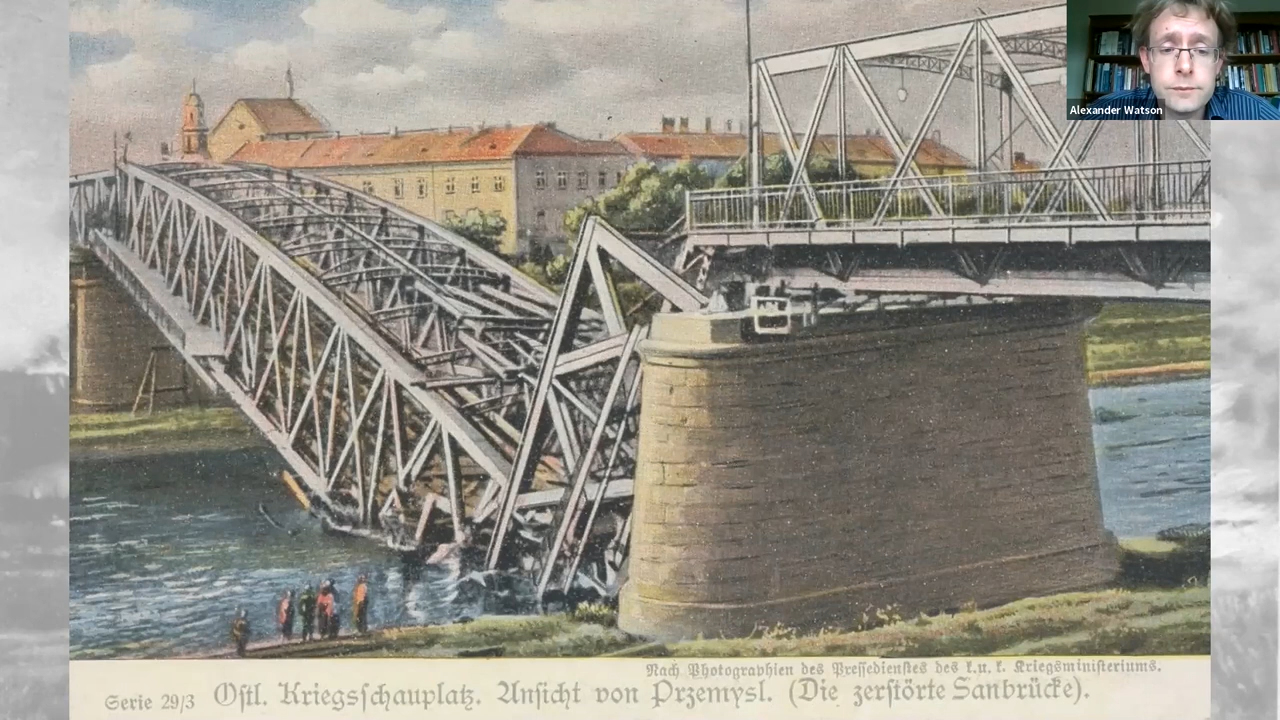 Alexander Watson
Nach Photographien des Pressedienstes des k.u.k. Kriegsministeriums.
Serie 29/3 Östl. Kriegsschauplatz. Ansicht von Przemysl. (Die zerstörte Sanbrücke).